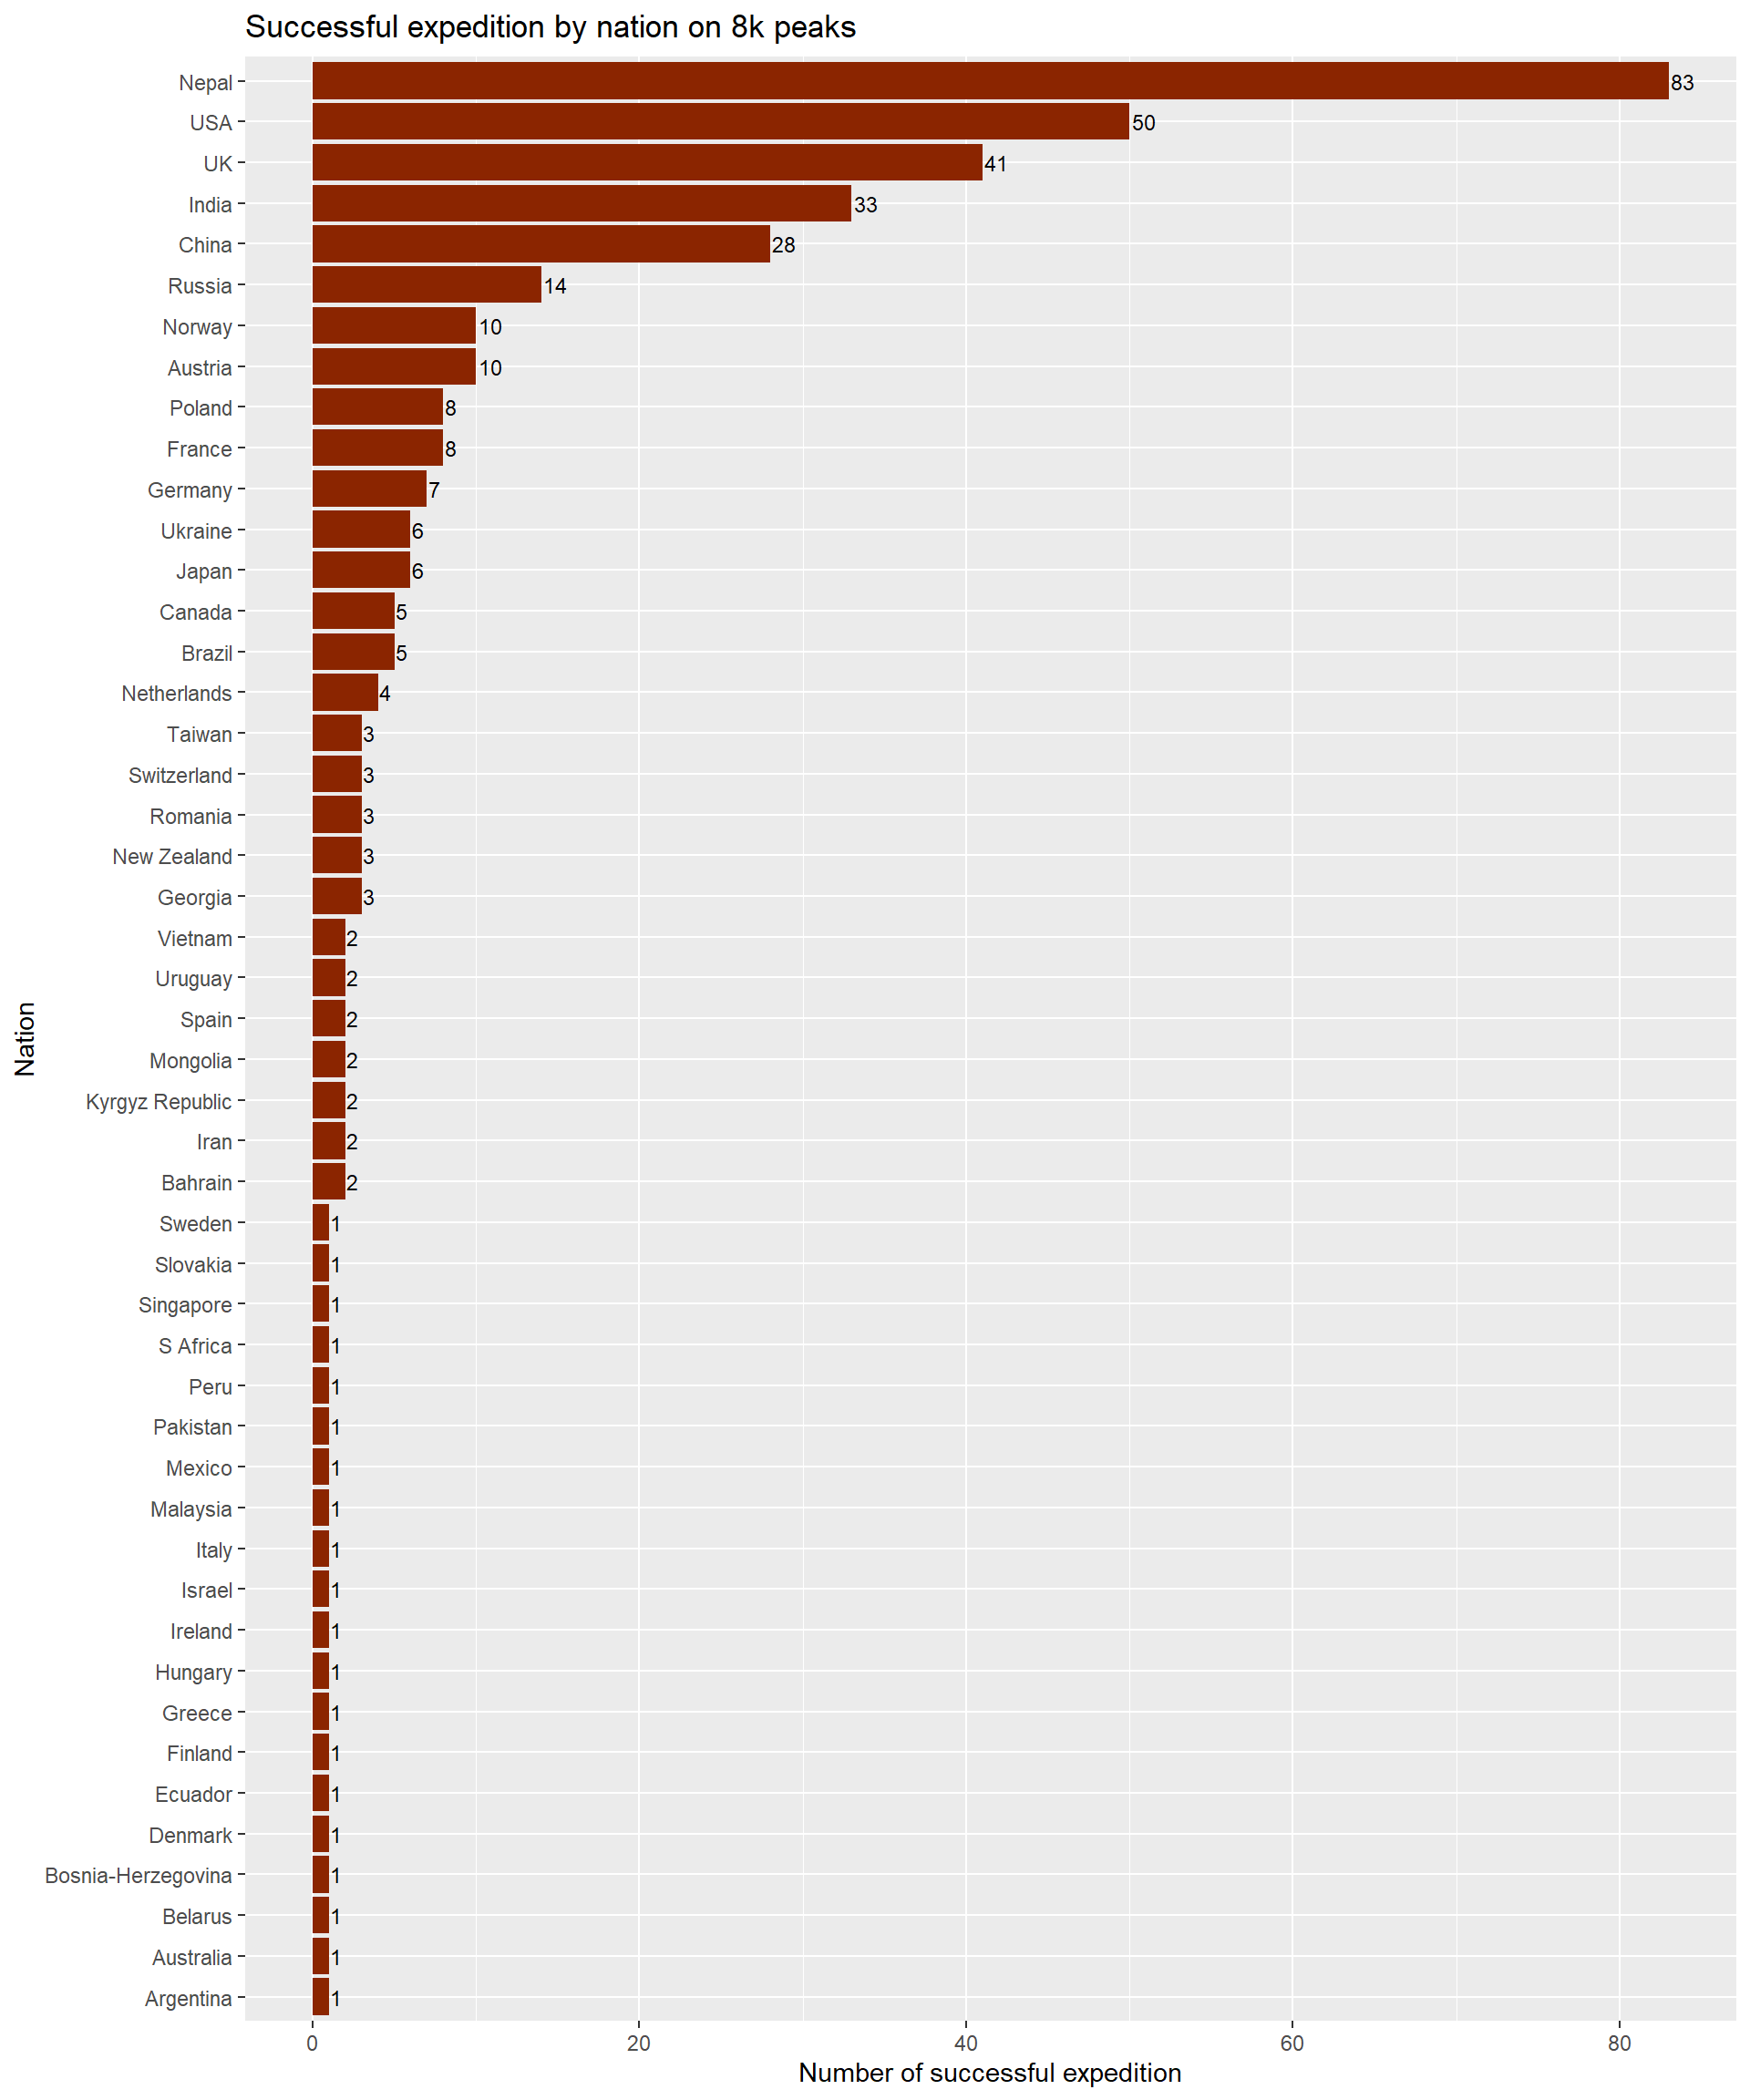 Successful expedition by nation on 8k peaks
Nepal 83
USA 50
UK 41
India 33
China 28
Russia 14
Norway 10
Austria 10
Poland 8
France 8
Germany 7
Ukraine 6
Japan 6
Canada 5
Brazil 5
Netherlands 4
Taiwan 3
Switzerland 3
Romania 3
New Zealand 3
Georgia 3
Vietnam 2
Uruguay 2
Spain 2
Mongolia 2
Kyrgyz Republic 2
Iran 2
Bahrain 2
Sweden 1
Slovakia 1
Singapore 1
S Africa 1
Peru 1
Pakistan 1
Mexico 1
Malaysia 1
Italy 1
Israel 1
Ireland 1
Hungary 1
Greece 1
Finland 1
Ecuador 1
Denmark 1
Bosnia-Herzegovina 1
Belarus 1
Australia 1
Argentina 1
Nation
0 20 40 60 80
Number of successful expedition